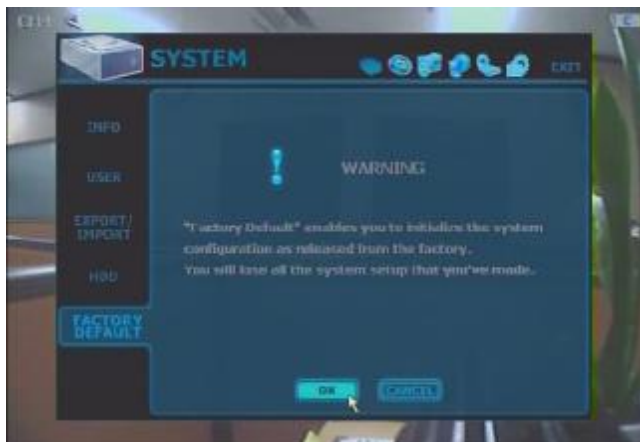 SYSTEM
EXIT
INFO
USER
EXPORT/
IMPORT
HDD
FACTORY
DEFAULT
!
WARNING
"Factory Default" enables you to initialize the system
configuration as released from the factory.
You will lose all the system setup that you've made.
OK
CANCEL